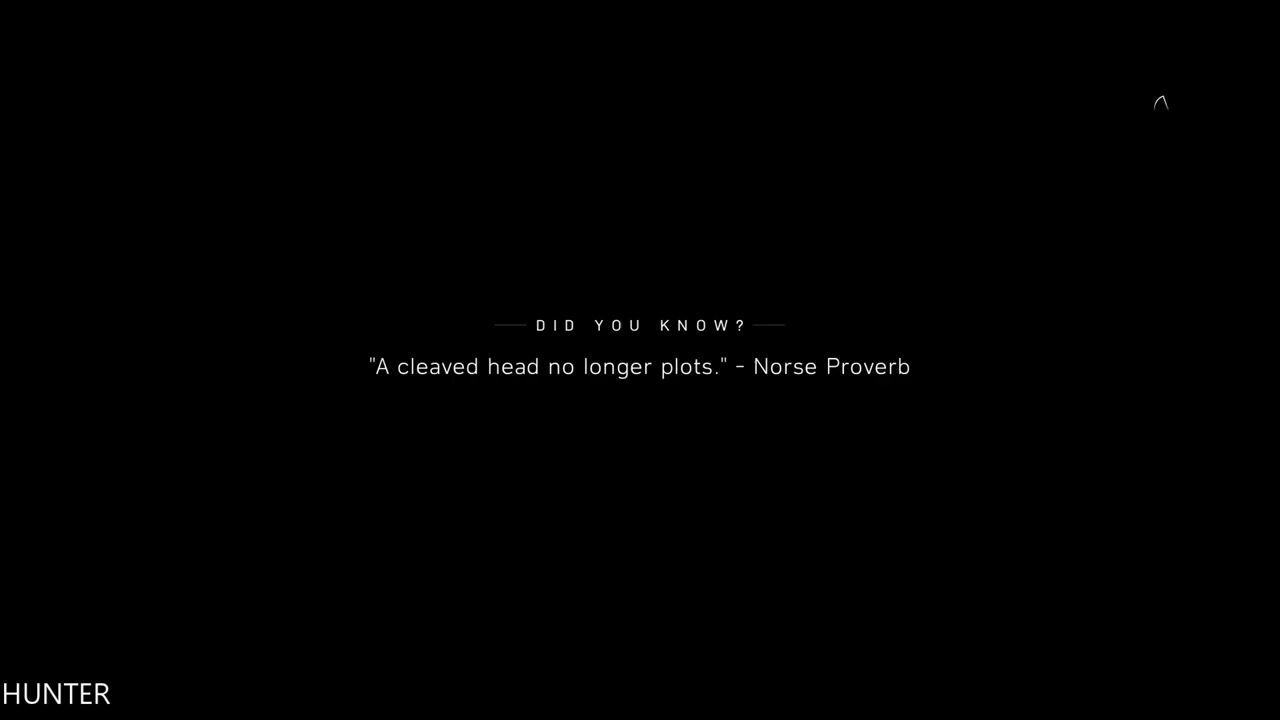 DID YOU KNOW?
"A cleaved head no longer plots." - Norse Proverb
HUNTER